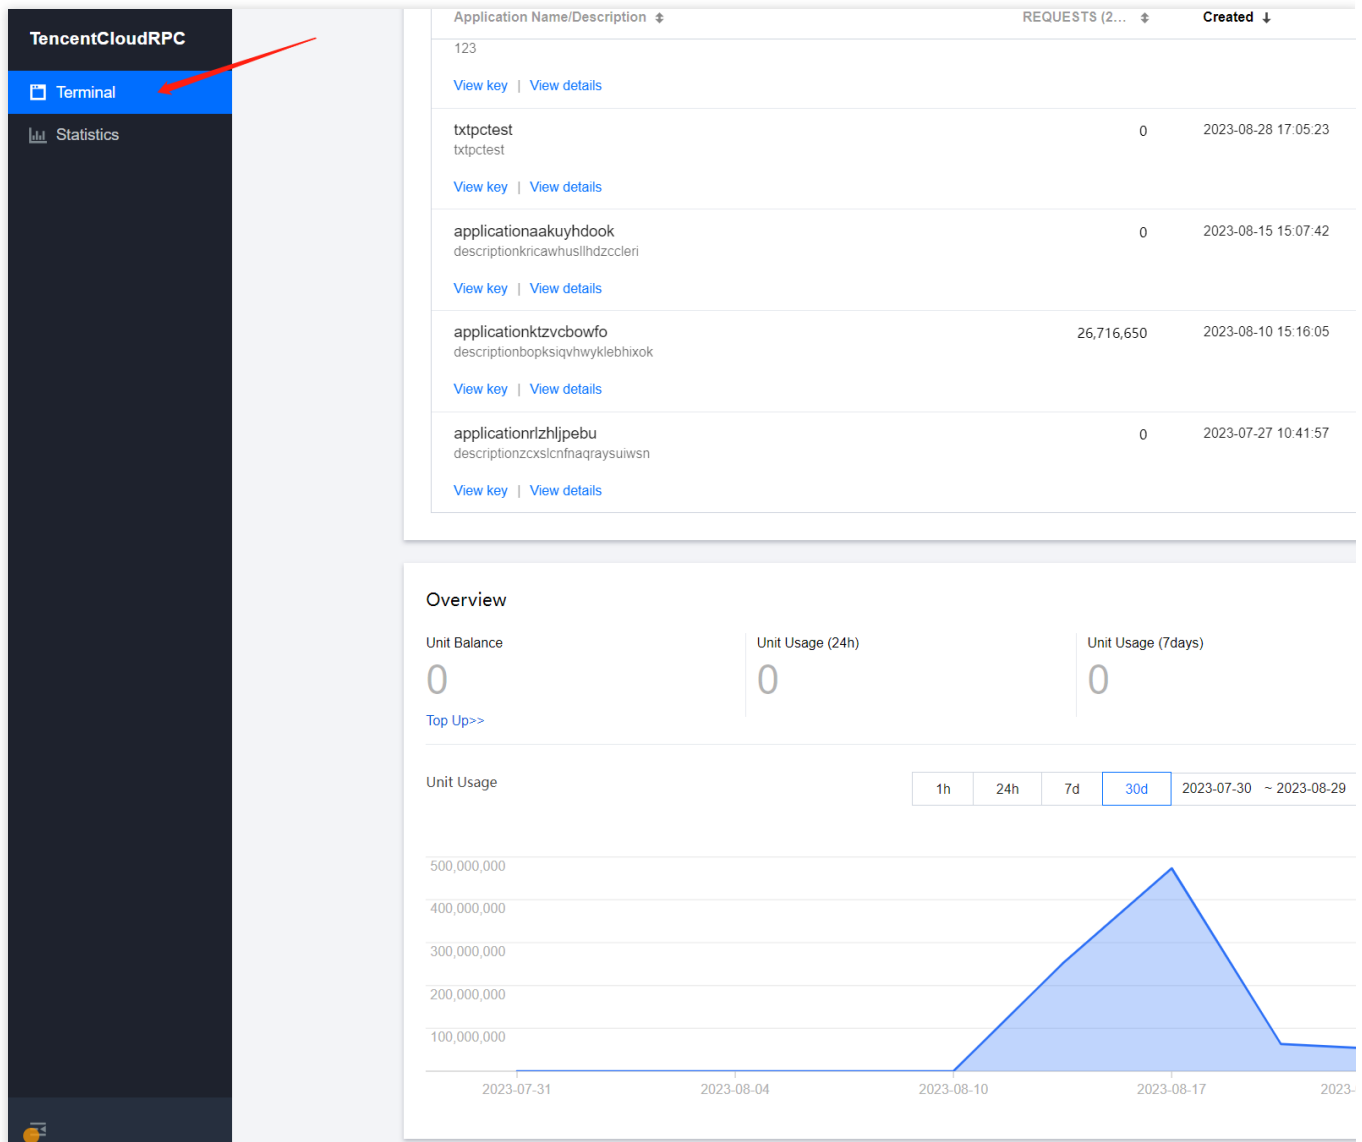 TencentCloudRPC
Terminal
Statistics
Application Name/Description REQUESTS (2... Created
123
View key | View details
txtpctest 0 2023-08-28 17:05:23
txtpctest
View key | View details
applicationaakuyhdook 0 2023-08-15 15:07:42
descriptionkricawhusllhdzccleri
View key | View details
applicationktzvcbowfo 26,716,650 2023-08-10 15:16:05
descriptionbopksiqvhwyklebhixok
View key | View details
applicationrlzhljpebu 0 2023-07-27 10:41:57
descriptionzcxslcnfnaqraysuiwsn
View key | View details
Overview
Unit Balance Unit Usage (24h) Unit Usage (7days)
0 0 0
Top Up>>
Unit Usage 1h 24h 7d 30d 2023-07-30 ~ 2023-08-29
500,000,000
400,000,000
300,000,000
200,000,000
100,000,000
2023-07-31 2023-08-04 2023-08-10 2023-08-17 2023-